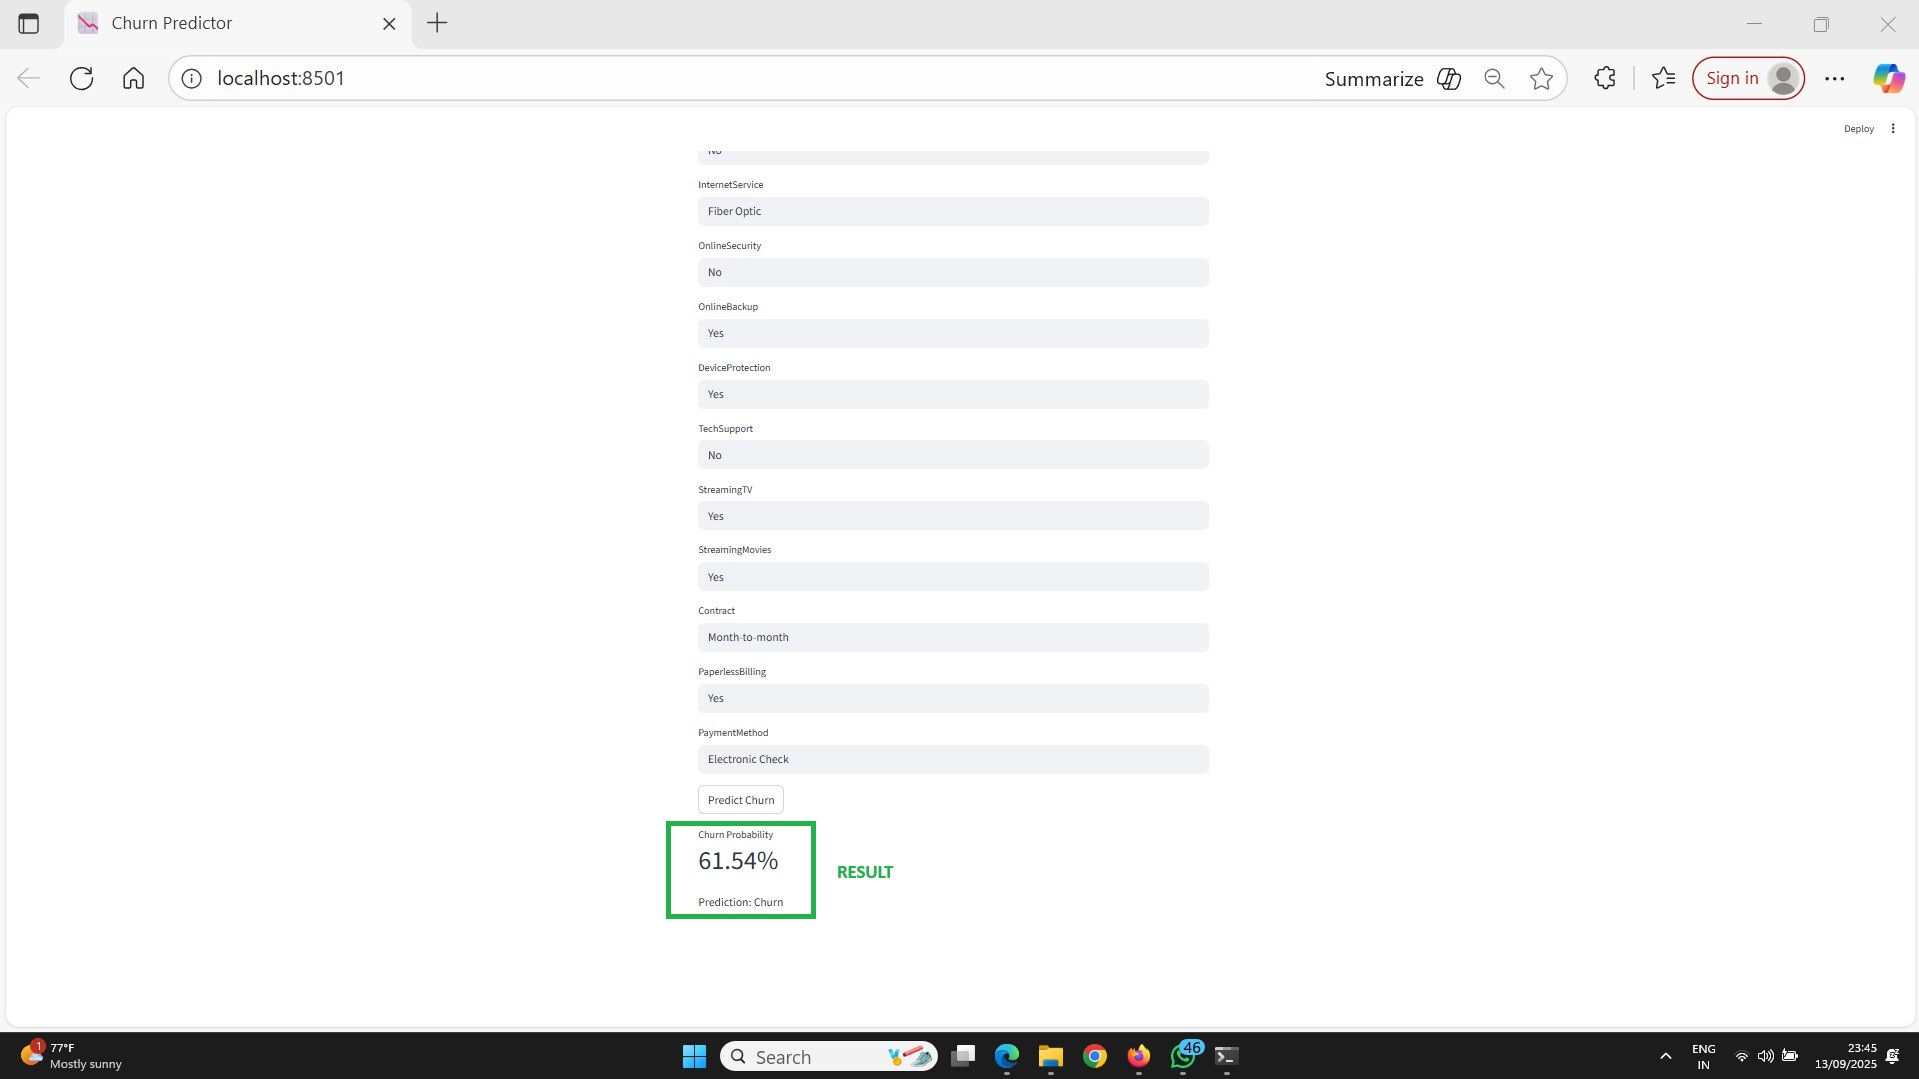 Churn Predictor
localhost:8501
Summarize
Sign in
Deploy
No
InternetService
Fiber Optic
OnlineSecurity
No
OnlineBackup
Yes
DeviceProtection
Yes
TechSupport
No
StreamingTV
Yes
StreamingMovies
Yes
Contract
Month-to-month
PaperlessBilling
Yes
PaymentMethod
Electronic Check
Predict Churn
Churn Probability
61.54%
RESULT
Prediction: Churn
1
77°F
Mostly sunny
Search
46
ENG
IN
23:45
13/09/2025